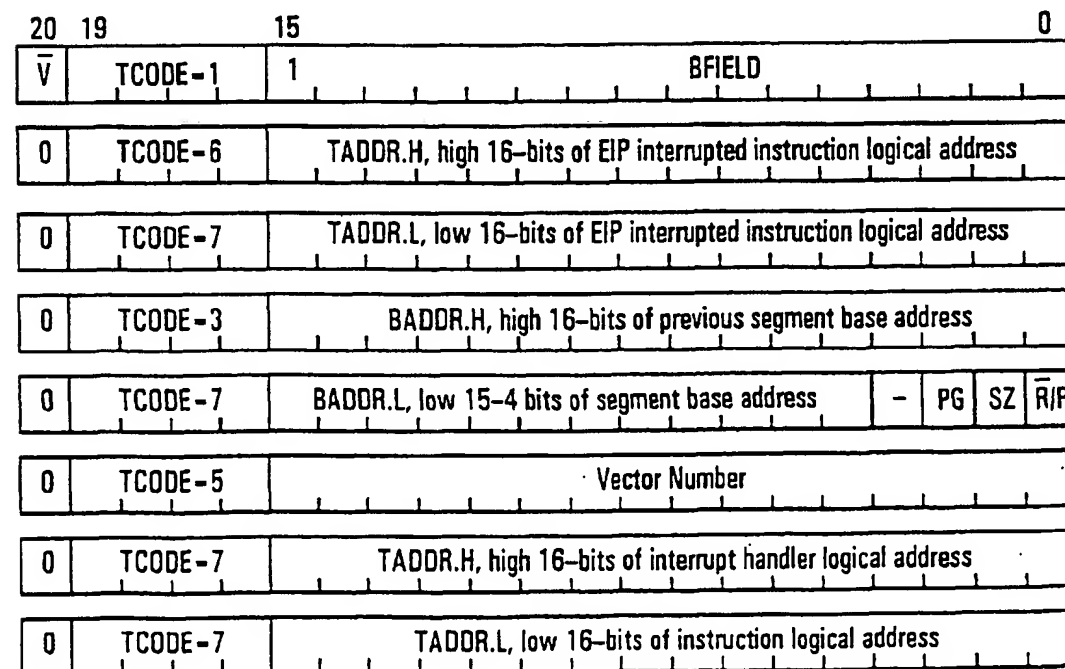 20 19 15 0
V̅ TCODE-1 1 BFIELD
0 TCODE-6 TADDR.H, high 16-bits of EIP interrupted instruction logical address
0 TCODE-7 TADDR.L, low 16-bits of EIP interrupted instruction logical address
0 TCODE-3 BADDR.H, high 16-bits of previous segment base address
0 TCODE-7 BADDR.L, low 15-4 bits of segment base address - PG SZ R̅/P
0 TCODE-5 Vector Number
0 TCODE-7 TADDR.H, high 16-bits of interrupt handler logical address
0 TCODE-7 TADDR.L, low 16-bits of instruction logical address